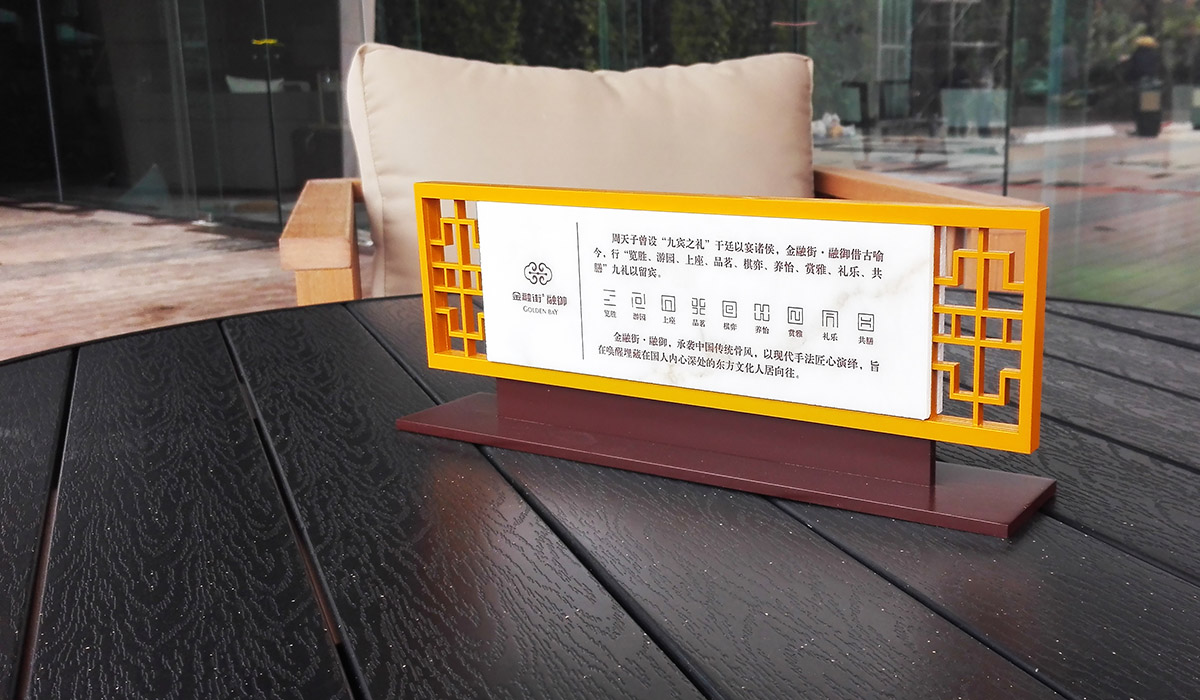 金融街·融御
GOLDEN BAY
周天子曾设“九宾之礼”于廷以宴诸侯，金融街·融御借古喻
今，行“览胜、游园、上座、品茗、棋弈、养怡、赏雅、礼乐、共
膳”九礼以留宾。
览胜 游园 上座 品茗 棋弈 养怡 赏雅 礼乐 共膳
金融街·融御，承袭中国传统骨风，以现代手法匠心演绎，旨
在唤醒埋藏在国人内心深处的东方文化人居向往。